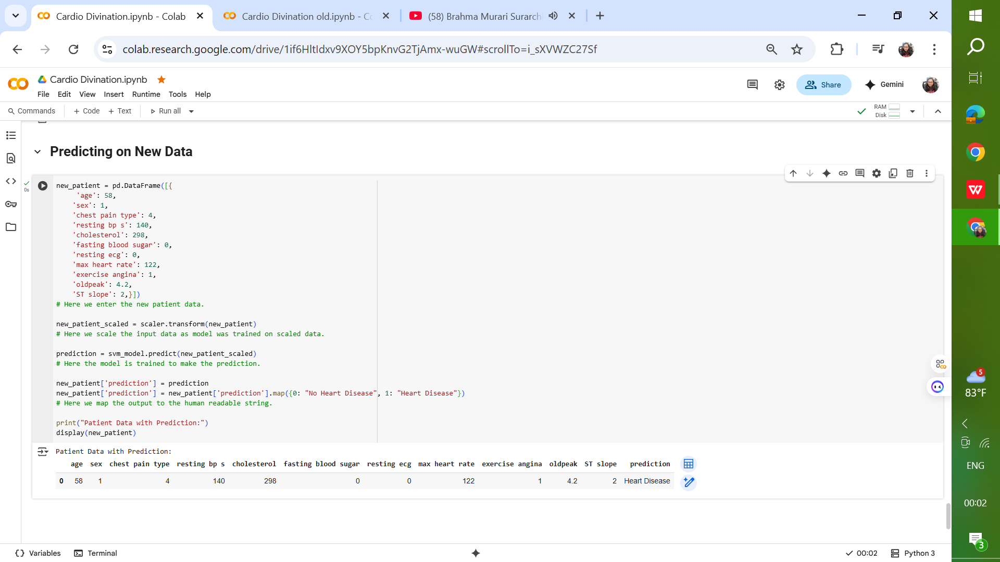 Cardio Divination.ipynb - Colab
Cardio Divination old.ipynb - Co
(58) Brahma Murari Surarchi
colab.research.google.com/drive/1if6HltIdxv9XOY5bpKnvG2TjAmx-wuGW#scrollTo=i_sXVWZC27Sf
Cardio Divination.ipynb
File Edit View Insert Runtime Tools Help
Share
Gemini
Commands + Code + Text Run all
RAM
Disk
Predicting on New Data
0s
new_patient = pd.DataFrame([{
'age': 58,
'sex': 1,
'chest pain type': 4,
'resting bp s': 140,
'cholesterol': 298,
'fasting blood sugar': 0,
'resting ecg': 0,
'max heart rate': 122,
'exercise angina': 1,
'oldpeak': 4.2,
'ST slope': 2,}])
# Here we enter the new patient data.
new_patient_scaled = scaler.transform(new_patient)
# Here we scale the input data as model was trained on scaled data.
prediction = svm_model.predict(new_patient_scaled)
# Here the model is trained to make the prediction.
new_patient['prediction'] = prediction
new_patient['prediction'] = new_patient['prediction'].map({0: "No Heart Disease", 1: "Heart Disease"})
# Here we map the output to the human readable string.
print("Patient Data with Prediction:")
display(new_patient)
Patient Data with Prediction:
age sex chest pain type resting bp s cholesterol fasting blood sugar resting ecg max heart rate exercise angina oldpeak ST slope prediction
0 58 1 4 140 298 0 0 122 1 4.2 2 Heart Disease
Variables Terminal
00:02 Python 3
5
83°F
ENG
00:02
3